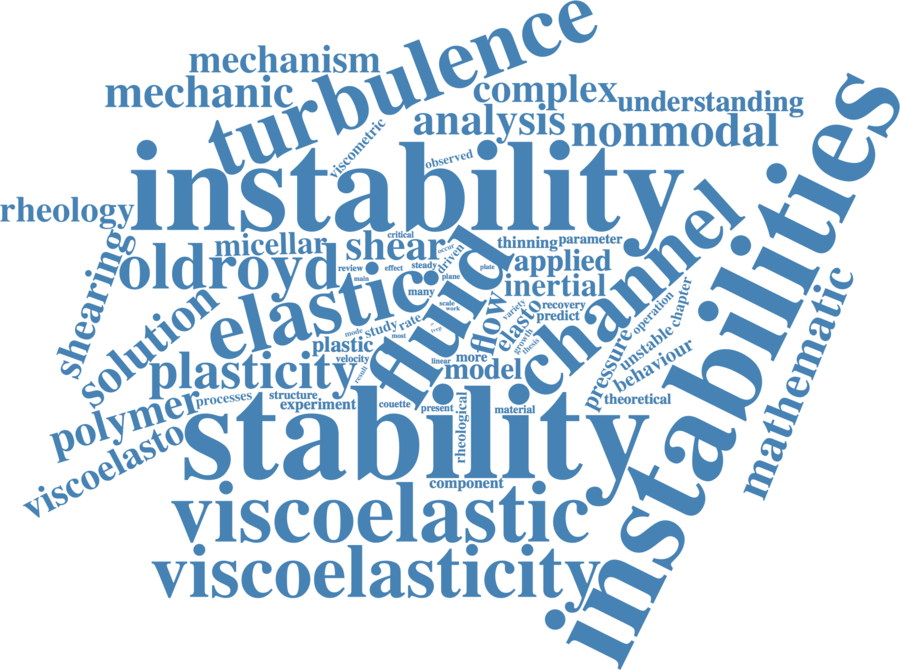 mechanism
turbulence
mechanic
complex
understanding
analysis
nonmodal
viscometric
observed
instability
instabilities
rheology
micellar
shear
critical
occur
driven
thinning
parameter
shearing
oldroyd
review
effect
steady
plate
applied
main
plane
elastic
fluid
many
inertial
channel
solution
scale
work
flow
variety
elasto
recovery
predict
operation
chapter
mode
study
rate
most
step
growth
thesis
plastic
velocity
linear
more
model
pressure
unstable
behaviour
mathematic
plasticity
result
theoretical
polymer
processes
structure
experiment
couette
present
rheological
material
stability
viscoelasto
component
viscoelastic
viscoelasticity